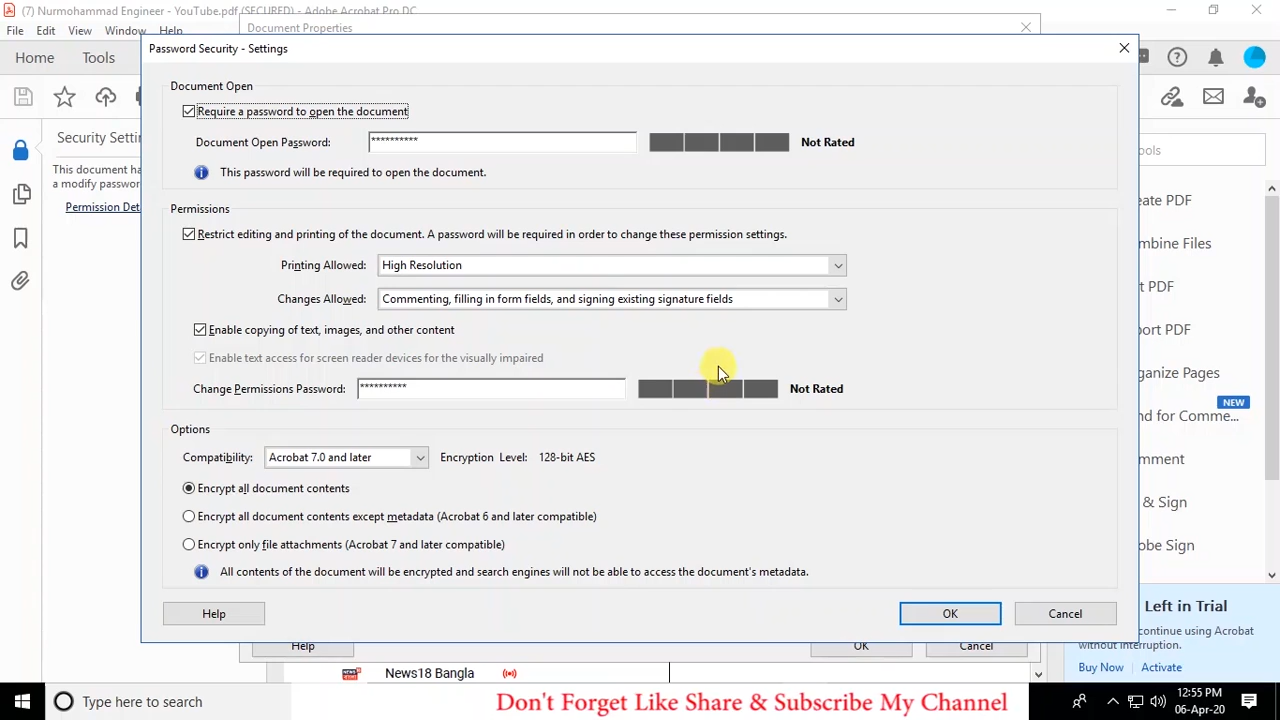 (7) Nurmohammad Engineer - YouTube.pdf (SECURED) - Adobe Acrobat Pro DC
File Edit View Window Help
Document Properties
Password Security - Settings
Home Tools
Document Open
Require a password to open the document
Document Open Password: ********** Not Rated
This password will be required to open the document.
Security Setti
This document ha
a modify passwor
Permission Det
Permissions
Restrict editing and printing of the document. A password will be required in order to change these permission settings.
Printing Allowed: High Resolution
Changes Allowed: Commenting, filling in form fields, and signing existing signature fields
Enable copying of text, images, and other content
Enable text access for screen reader devices for the visually impaired
Change Permissions Password: ********** Not Rated
Options
Compatibility: Acrobat 7.0 and later Encryption Level: 128-bit AES
Encrypt all document contents
Encrypt all document contents except metadata (Acrobat 6 and later compatible)
Encrypt only file attachments (Acrobat 7 and later compatible)
All contents of the document will be encrypted and search engines will not be able to access the document's metadata.
Help OK Cancel
Help OK Cancel
ools
eate PDF
mbine Files
t PDF
port PDF
ganize Pages
NEW
nd for Comme...
mment
& Sign
obe Sign
Left in Trial
continue using Acrobat
without interruption.
Buy Now Activate
News18 Bangla
Type here to search
Don't Forget Like Share & Subscribe My Channel
12:55 PM
06-Apr-20